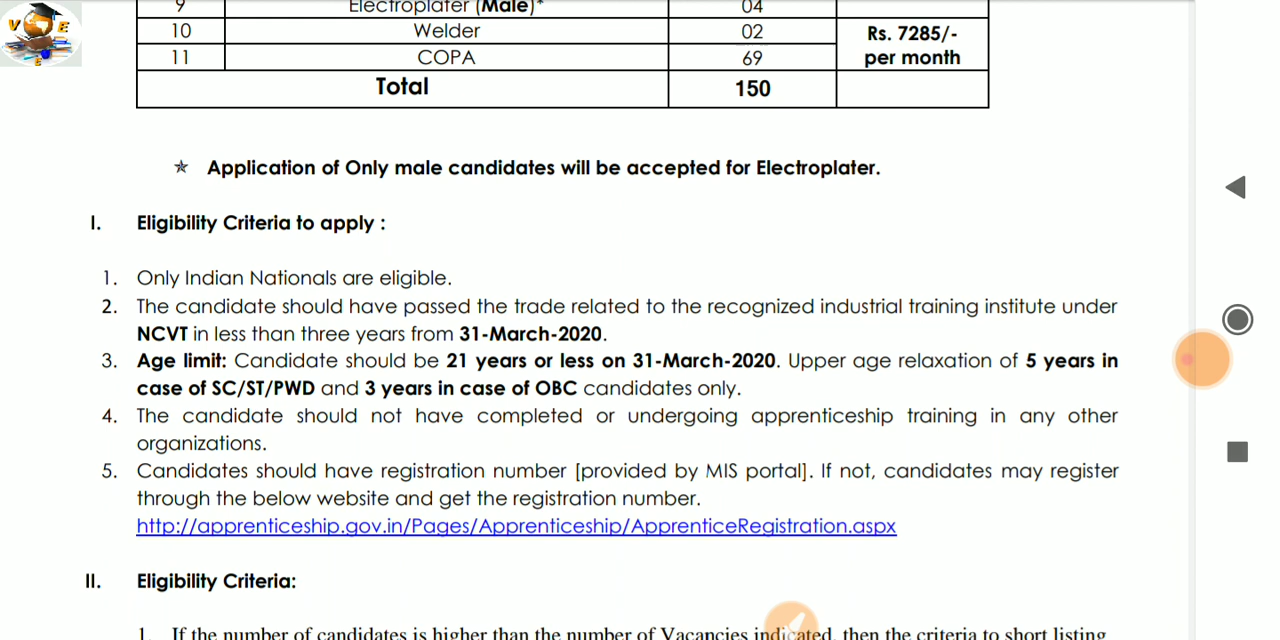 V E
E
9 Electroplater (Male)* 04
10 Welder 02 Rs. 7285/-
11 COPA 69 per month
Total 150
✯ Application of Only male candidates will be accepted for Electroplater.
I. Eligibility Criteria to apply :
1. Only Indian Nationals are eligible.
2. The candidate should have passed the trade related to the recognized industrial training institute under
NCVT in less than three years from 31-March-2020.
3. Age limit: Candidate should be 21 years or less on 31-March-2020. Upper age relaxation of 5 years in
case of SC/ST/PWD and 3 years in case of OBC candidates only.
4. The candidate should not have completed or undergoing apprenticeship training in any other
organizations.
5. Candidates should have registration number [provided by MIS portal]. If not, candidates may register
through the below website and get the registration number.
http://apprenticeship.gov.in/Pages/Apprenticeship/ApprenticeRegistration.aspx
II. Eligibility Criteria:
1. If the number of candidates is higher than the number of Vacancies indicated, then the criteria to short listing